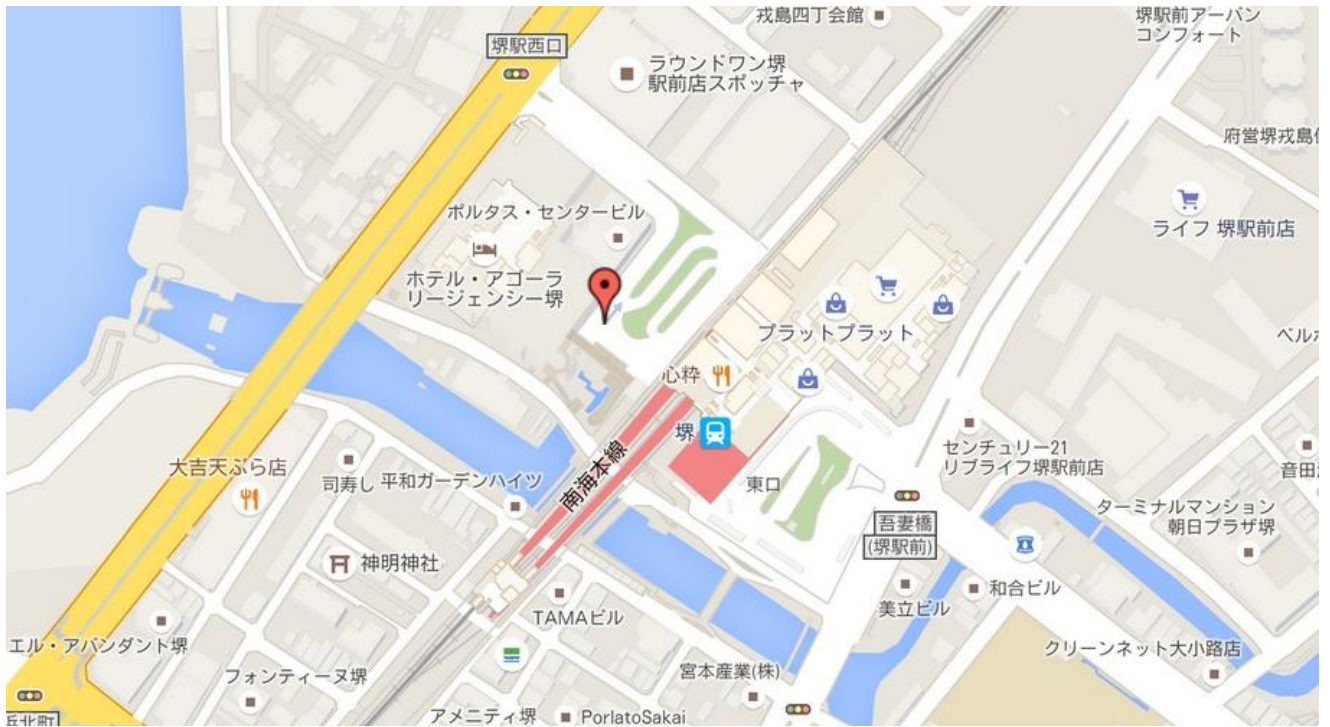 戎島四丁会館
堺駅前アーバン
コンフォート
堺駅西口
ラウンドワン堺
駅前店スポッチャ
府営堺戎島
ポルタス・センタービル
ライフ 堺駅前店
ホテル・アゴーラ
リージェンシー堺
プラットプラット
ベル
心粋
堺
南海本線
センチュリー21
リブライフ堺駅前店
大吉天ぷら店
司寿し
平和ガーデンハイツ
東口
音田
ターミナルマンション
朝日プラザ堺
吾妻橋
(堺駅前)
神明神社
和合ビル
美立ビル
TAMAビル
エル・アバンダント堺
クリーンネット大小路店
フォンティーヌ堺
宮本産業(株)
浜北町
アメニティ堺
PorlatoSakai